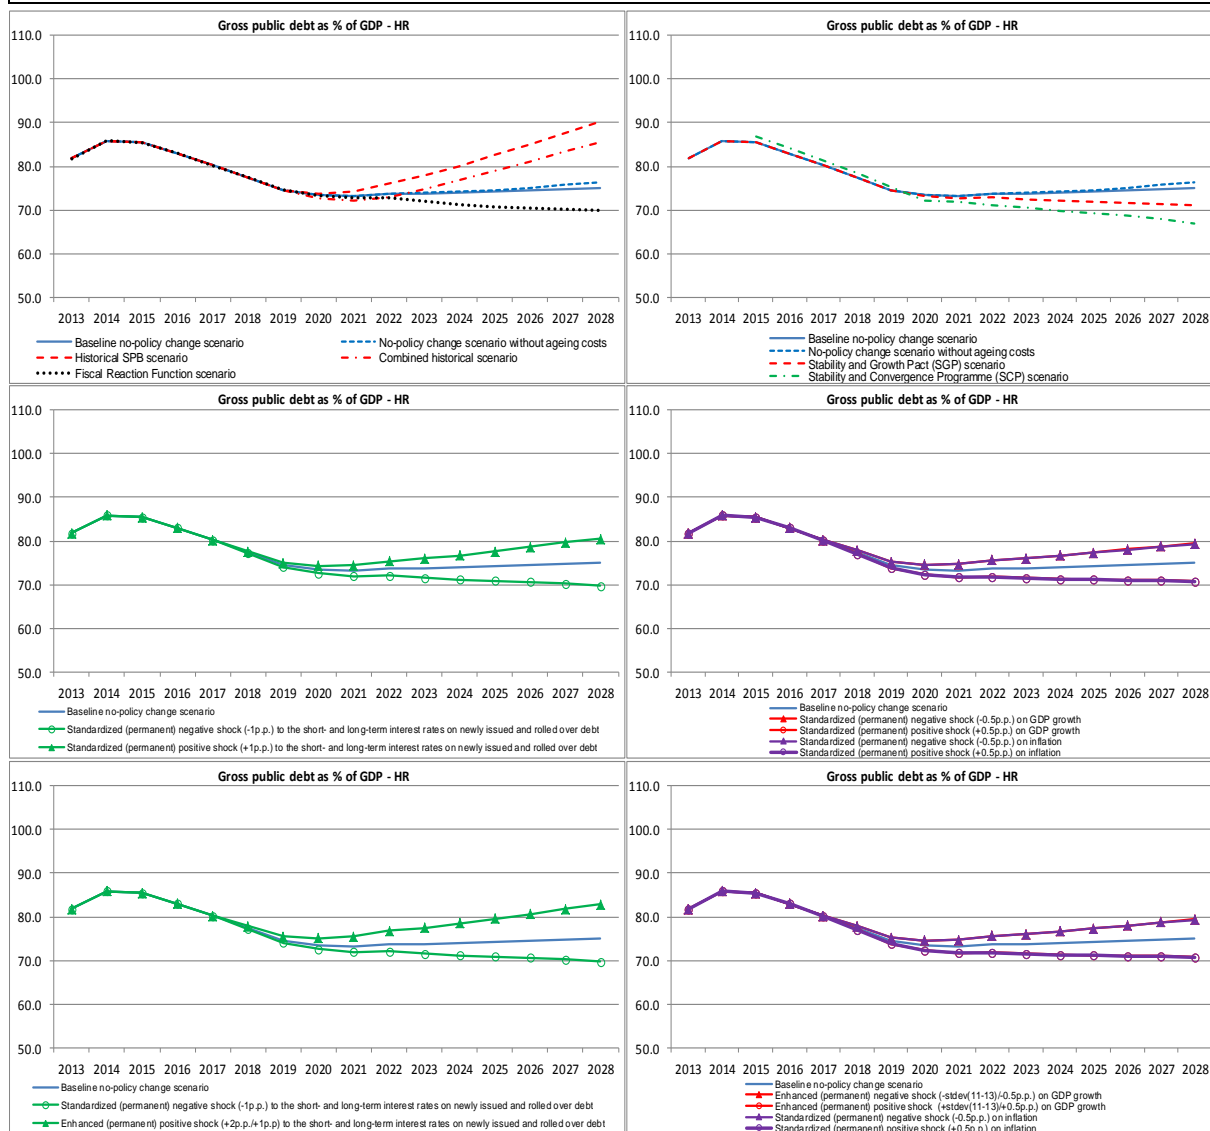 Gross public debt as % of GDP - HR
110.0
100.0
90.0
80.0
70.0
60.0
50.0
2013 2014 2015 2016 2017 2018 2019 2020 2021 2022 2023 2024 2025 2026 2027 2028
Baseline no-policy change scenario
No-policy change scenario without ageing costs
Historical SPB scenario
Combined historical scenario
Fiscal Reaction Function scenario
Gross public debt as % of GDP - HR
110.0
100.0
90.0
80.0
70.0
60.0
50.0
2013 2014 2015 2016 2017 2018 2019 2020 2021 2022 2023 2024 2025 2026 2027 2028
Baseline no-policy change scenario
No-policy change scenario without ageing costs
Stability and Growth Pact (SGP) scenario
Stability and Convergence Programme (SCP) scenario
Gross public debt as % of GDP - HR
110.0
100.0
90.0
80.0
70.0
60.0
50.0
2013 2014 2015 2016 2017 2018 2019 2020 2021 2022 2023 2024 2025 2026 2027 2028
Baseline no-policy change scenario
Standardized (permanent) negative shock (-1p.p.) to the short- and long-term interest rates on newly issued and rolled over debt
Standardized (permanent) positive shock (+1p.p.) to the short- and long-term interest rates on newly issued and rolled over debt
Gross public debt as % of GDP - HR
110.0
100.0
90.0
80.0
70.0
60.0
50.0
2013 2014 2015 2016 2017 2018 2019 2020 2021 2022 2023 2024 2025 2026 2027 2028
Baseline no-policy change scenario
Standardized (permanent) negative shock (-0.5p.p.) on GDP growth
Standardized (permanent) positive shock (+0.5p.p.) on GDP growth
Standardized (permanent) negative shock (-0.5p.p.) on inflation
Standardized (permanent) positive shock (+0.5p.p.) on inflation
Gross public debt as % of GDP - HR
110.0
100.0
90.0
80.0
70.0
60.0
50.0
2013 2014 2015 2016 2017 2018 2019 2020 2021 2022 2023 2024 2025 2026 2027 2028
Baseline no-policy change scenario
Standardized (permanent) negative shock (-1p.p.) to the short- and long-term interest rates on newly issued and rolled over debt
Enhanced (permanent) positive shock (+2p.p./+1p.p) to the short- and long-term interest rates on newly issued and rolled over debt
Gross public debt as % of GDP - HR
110.0
100.0
90.0
80.0
70.0
60.0
50.0
2013 2014 2015 2016 2017 2018 2019 2020 2021 2022 2023 2024 2025 2026 2027 2028
Baseline no-policy change scenario
Enhanced (permanent) negative shock (-stdev(11-13)/-0.5p.p.) on GDP growth
Enhanced (permanent) positive shock (+stdev(11-13)/+0.5p.p.) on GDP growth
Standardized (permanent) negative shock (-0.5p.p.) on inflation
Standardized (permanent) positive shock (+0.5p.p.) on inflation